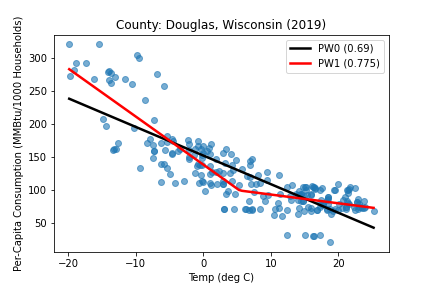 County: Douglas, Wisconsin (2019)
PW0 (0.69)
PW1 (0.775)
Per-Capita Consumption (MMBtu/1000 Households)
300
250
200
150
100
50
−20 −10 0 10 20
Temp (deg C)